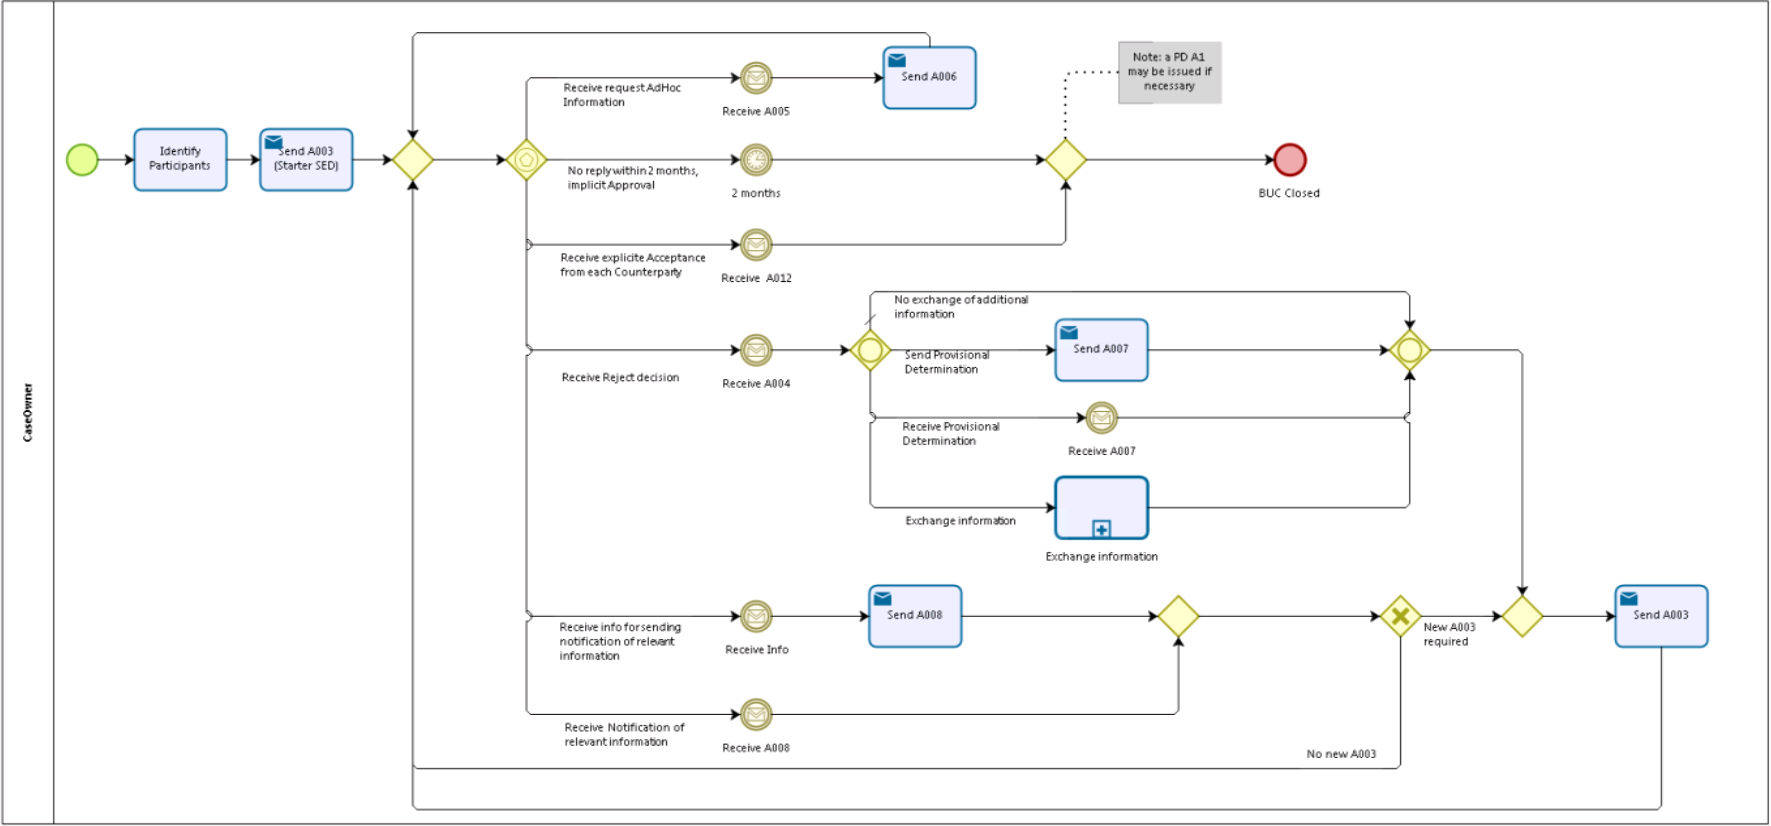 CaseOwner
Identify
Participants
Send A003
(Starter SED)
Receive request AdHoc
Information
Receive A005
Send A006
Note: a PD A1
may be issued if
necessary
No reply within 2 months,
implicit Approval
2 months
BUC Closed
Receive explicite Acceptance
from each Counterparty
Receive A012
Receive Reject decision
Receive A004
No exchange of additional
information
Send Provisional
Determination
Send A007
Receive Provisional
Determination
Receive A007
Exchange information
Exchange information
Receive info for sending
notification of relevant
information
Receive Info
Send A008
New A003
required
Send A003
Receive Notification of
relevant information
Receive A008
No new A003